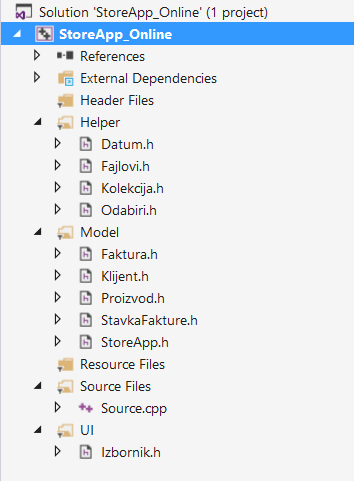 Solution 'StoreApp_Online' (1 project)
StoreApp_Online
References
External Dependencies
Header Files
Helper
Datum.h
Fajlovi.h
Kolekcija.h
Odabiri.h
Model
Faktura.h
Klijent.h
Proizvod.h
StavkaFakture.h
StoreApp.h
Resource Files
Source Files
Source.cpp
UI
Izbornik.h